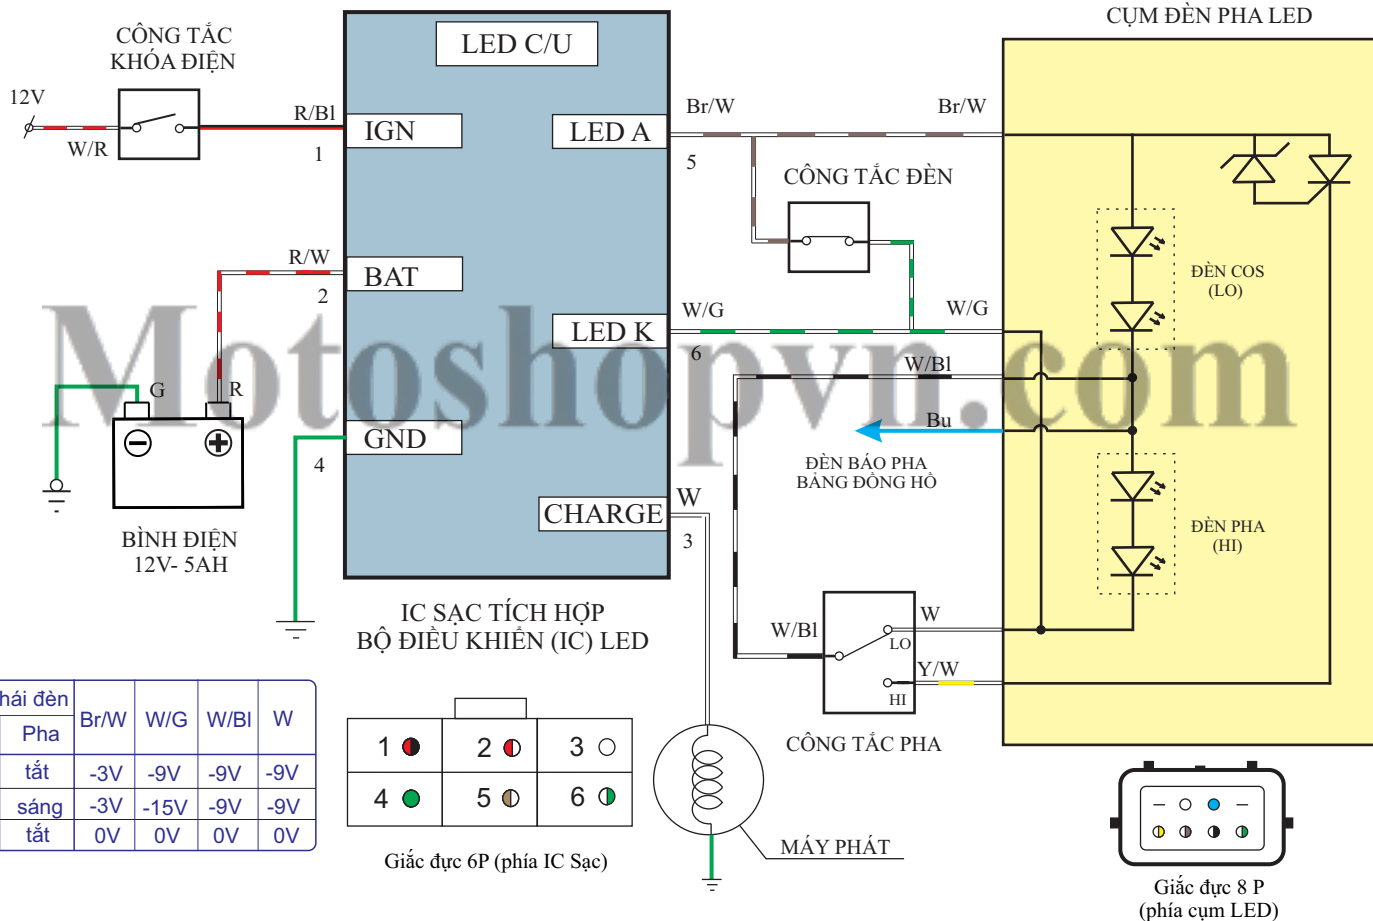 CỤM ĐÈN PHA LED
CÔNG TẮC
KHÓA ĐIỆN
LED C/U
12V
W/R
R/Bl
1
IGN
LED A
Br/W
Br/W
5
CÔNG TẮC ĐÈN
R/W
2
BAT
LED K
W/G
W/G
6
ĐÈN COS
(LO)
Motoshopvn.com
G
R
W/Bl
Bu
GND
4
ĐÈN BÁO PHA
BẢNG ĐỒNG HỒ
CHARGE
W
3
ĐÈN PHA
(HI)
BÌNH ĐIỆN
12V- 5AH
IC SẠC TÍCH HỢP
BỘ ĐIỀU KHIỂN (IC) LED
W/Bl
W
LO
Y/W
HI
CÔNG TẮC PHA
hái đèn Br/W W/G W/Bl W
Pha
tắt -3V -9V -9V -9V
sáng -3V -15V -9V -9V
tắt 0V 0V 0V 0V
1 2 3
4 5 6
Giắc đực 6P (phía IC Sạc)
MÁY PHÁT
Giắc đực 8 P
(phía cụm LED)